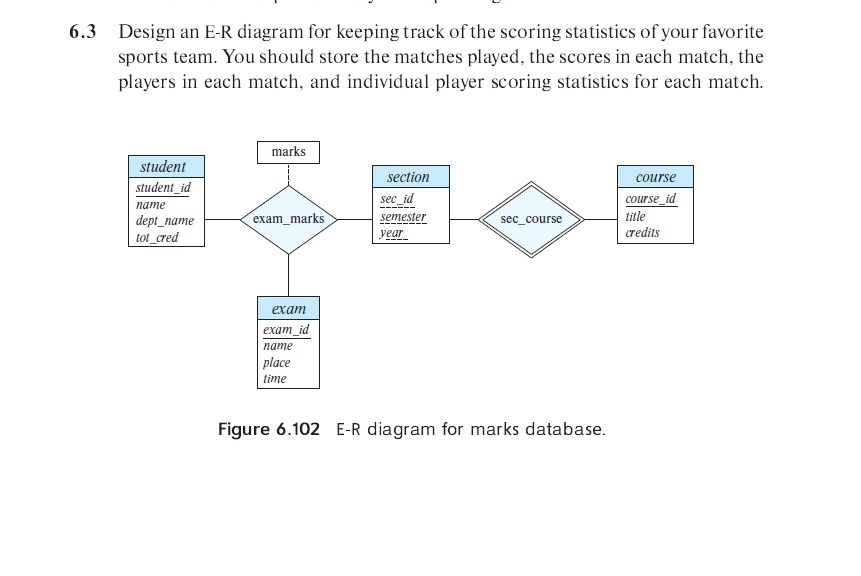 6.3 Design an E-R diagram for keeping track of the scoring statistics of your favorite
sports team. You should store the matches played, the scores in each match, the
players in each match, and individual player scoring statistics for each match.
marks
student
student_id
name
dept_name
tot_cred
exam_marks
section
sec_id
semester
year
sec_course
course
course_id
title
credits
exam
exam_id
name
place
time
Figure 6.102 E-R diagram for marks database.